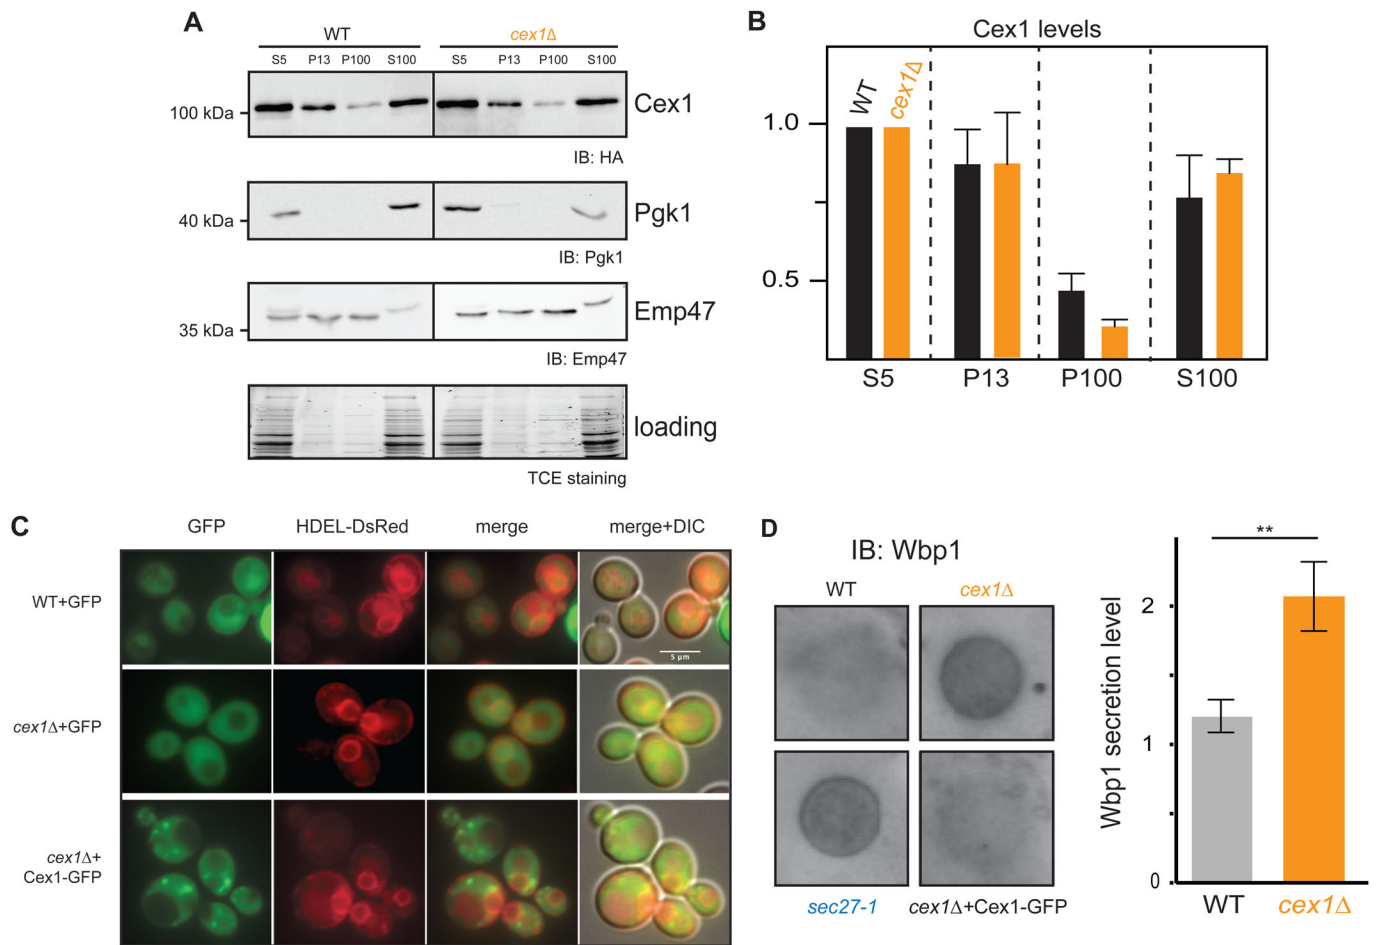 A
WT
cex1Δ
S5 P13 P100 S100 S5 P13 P100 S100
100 kDa
Cex1
IB: HA
40 kDa
Pgk1
IB: Pgk1
35 kDa
Emp47
IB: Emp47
loading
TCE staining
B
Cex1 levels
WT
cex1Δ
1.0
0.5
S5 P13 P100 S100
C
GFP HDEL-DsRed merge merge+DIC
WT+GFP
5 µm
cex1Δ+GFP
cex1Δ+
Cex1-GFP
D
IB: Wbp1
WT cex1Δ
sec27-1 cex1Δ+Cex1-GFP
**
Wbp1 secretion level
2
1
0
WT cex1Δ